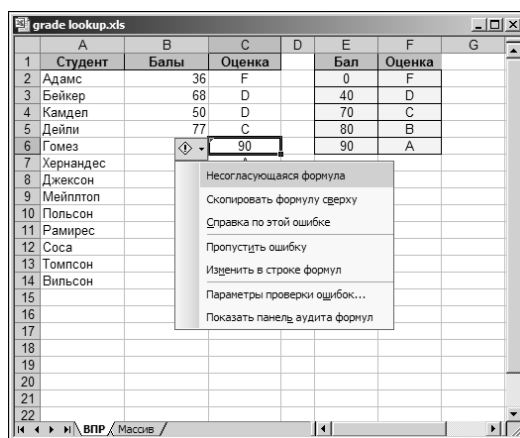 grade lookup.xls
A B C D E F G
1 Студент Балы Оценка Бал Оценка
2 Адамс 36 F 0 F
3 Бейкер 68 D 40 D
4 Камдел 50 D 70 C
5 Дейли 77 C 80 B
6 Гомез 90 90 A
7 Хернандес
8 Джексон
9 Мейплтоп
10 Польсон
11 Рамирес
12 Соса
13 Томпсон
14 Вильсон
15
16
17
18
19
20
21
22
Несогласующаяся формула
Скопировать формулу сверху
Справка по этой ошибке
Пропустить ошибку
Изменить в строке формул
Параметры проверки ошибок...
Показать панель аудита формул
ВПР Массив